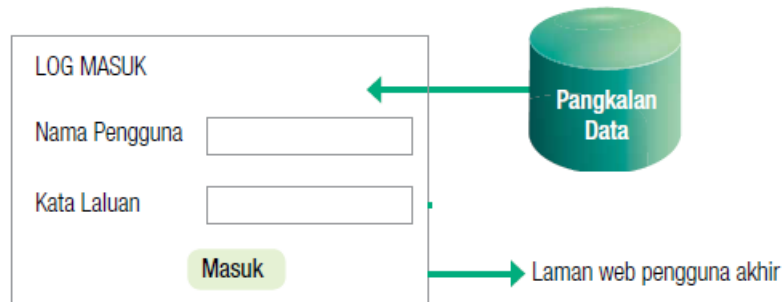 LOG MASUK
Nama Pengguna
Kata Laluan
Masuk
Pangkalan
Data
Laman web pengguna akhir